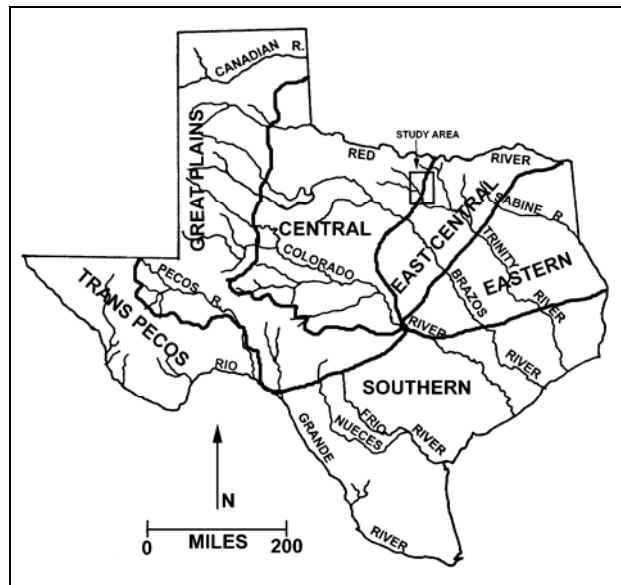 CANADIAN R.
GREAT PLAINS
STUDY AREA
RED RIVER
SABINE R.
CENTRAL
EAST CENTRAL
TRINITY RIVER
EASTERN
COLORADO RIVER
BRAZOS RIVER
PECOS R.
TRANS PECOS
RIO GRANDE RIVER
SOUTHERN
FRIO RIVER
NUECES
N
0 200
MILES